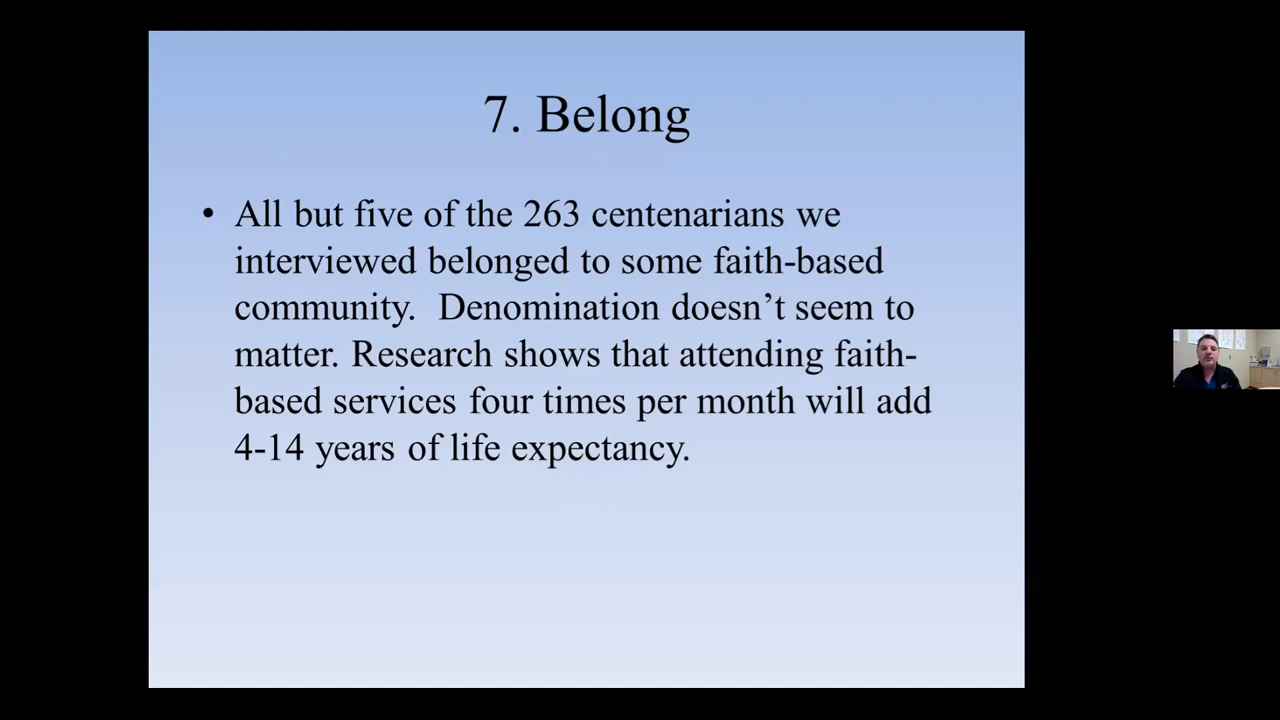 7. Belong
• All but five of the 263 centenarians we
interviewed belonged to some faith-based
community.  Denomination doesn’t seem to
matter. Research shows that attending faith-
based services four times per month will add
4-14 years of life expectancy.